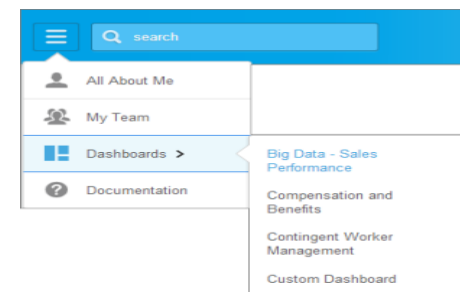 search
All About Me
My Team
Dashboards >
Documentation
Big Data - Sales
Performance
Compensation and
Benefits
Contingent Worker
Management
Custom Dashboard